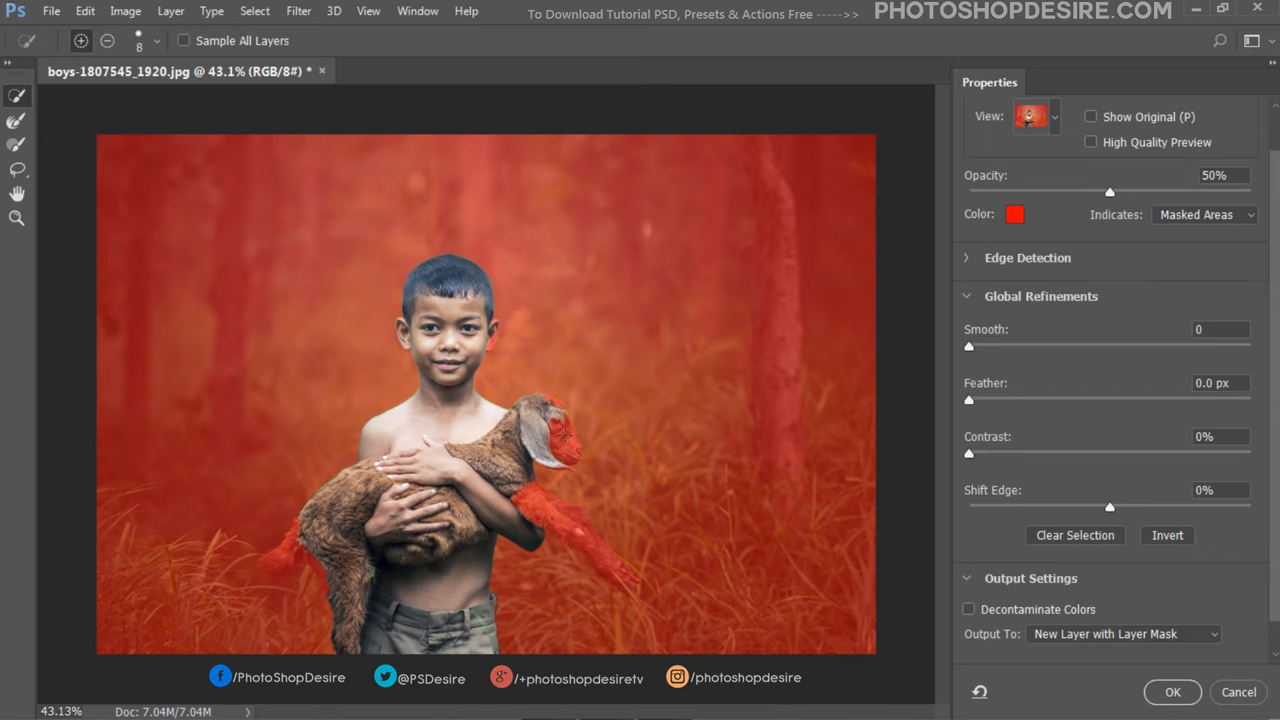 Ps File Edit Image Layer Type Select Filter 3D View Window Help To Download Tutorial PSD, Presets & Actions Free ----->> PHOTOSHOPDESIRE.COM
8 Sample All Layers
boys-1807545_1920.jpg @ 43.1% (RGB/8#) * ×
Properties
View: Show Original (P)
High Quality Preview
Opacity: 50%
Color: Indicates: Masked Areas
Edge Detection
Global Refinements
Smooth: 0
Feather: 0.0 px
Contrast: 0%
Shift Edge: 0%
Clear Selection Invert
Output Settings
Decontaminate Colors
Output To: New Layer with Layer Mask
/PhotoShopDesire @PSDesire /+photoshopdesiretv /photoshopdesire
OK Cancel
43.13% Doc: 7.04M/7.04M